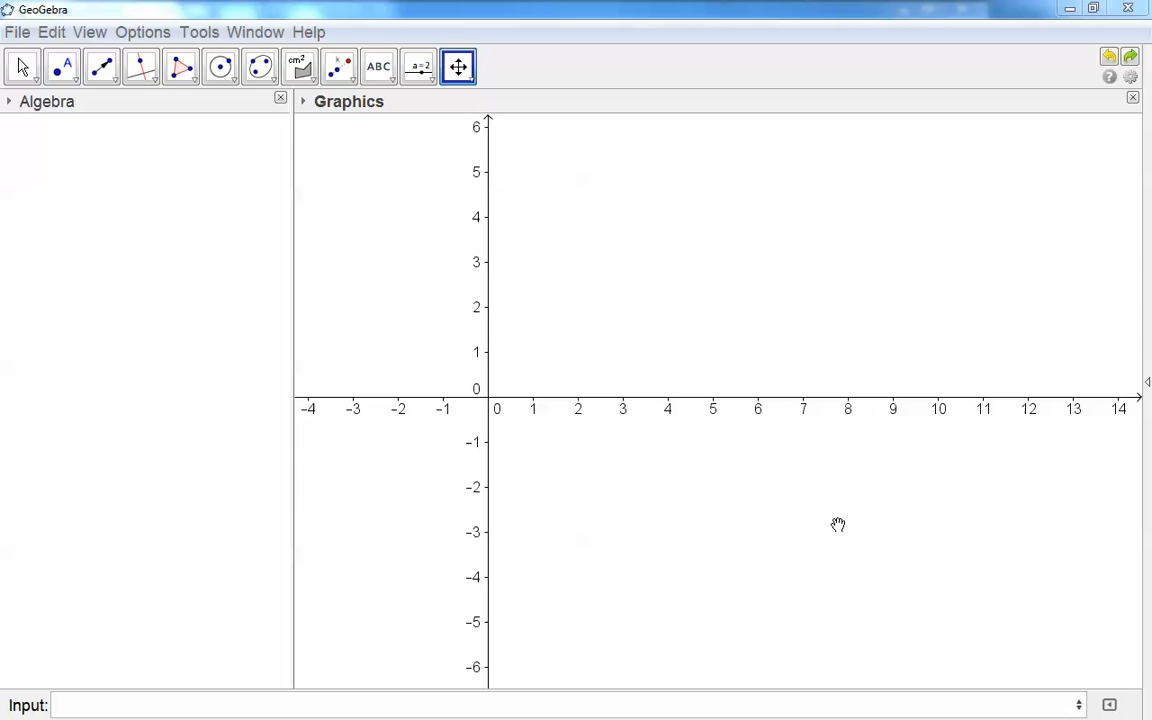 GeoGebra
File Edit View Options Tools Window Help
A cm² ABC a=2
Algebra
Graphics
6
5
4
3
2
1
0
-4 -3 -2 -1 0 1 2 3 4 5 6 7 8 9 10 11 12 13 14
-1
-2
-3
-4
-5
-6
Input: